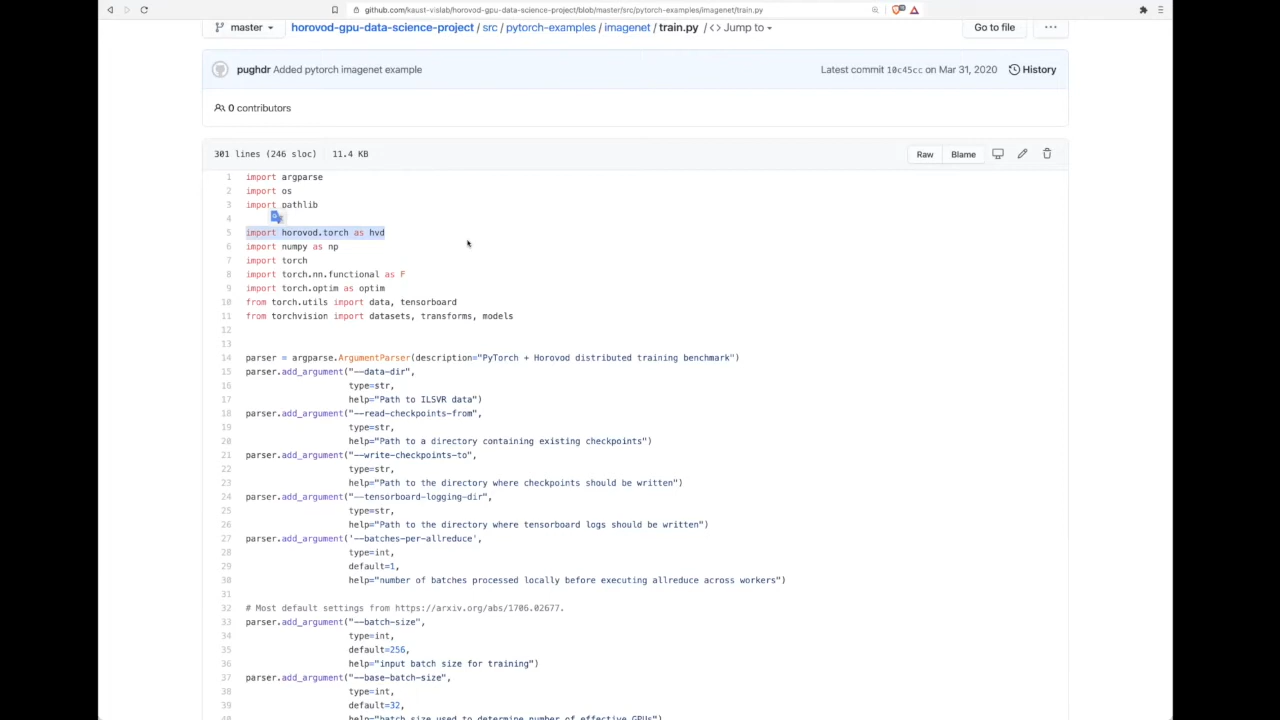 github.com/kaust-vislab/horovod-gpu-data-science-project/blob/master/src/pytorch-examples/imagenet/train.py
master horovod-gpu-data-science-project / src / pytorch-examples / imagenet / train.py / <> Jump to Go to file ...
pughdr Added pytorch imagenet example Latest commit 10c45cc on Mar 31, 2020 History
0 contributors
301 lines (246 sloc) 11.4 KB Raw Blame
1 import argparse
2 import os
3 import pathlib
4
5 import horovod.torch as hvd
6 import numpy as np
7 import torch
8 import torch.nn.functional as F
9 import torch.optim as optim
10 from torch.utils import data, tensorboard
11 from torchvision import datasets, transforms, models
12
13
14 parser = argparse.ArgumentParser(description="PyTorch + Horovod distributed training benchmark")
15 parser.add_argument("--data-dir",
16 type=str,
17 help="Path to ILSVR data")
18 parser.add_argument("--read-checkpoints-from",
19 type=str,
20 help="Path to a directory containing existing checkpoints")
21 parser.add_argument("--write-checkpoints-to",
22 type=str,
23 help="Path to the directory where checkpoints should be written")
24 parser.add_argument("--tensorboard-logging-dir",
25 type=str,
26 help="Path to the directory where tensorboard logs should be written")
27 parser.add_argument('--batches-per-allreduce',
28 type=int,
29 default=1,
30 help="number of batches processed locally before executing allreduce across workers")
31
32 # Most default settings from https://arxiv.org/abs/1706.02677.
33 parser.add_argument("--batch-size",
34 type=int,
35 default=256,
36 help="input batch size for training")
37 parser.add_argument("--base-batch-size",
38 type=int,
39 default=32,
40 help="batch size used to determine number of effective GPUs")